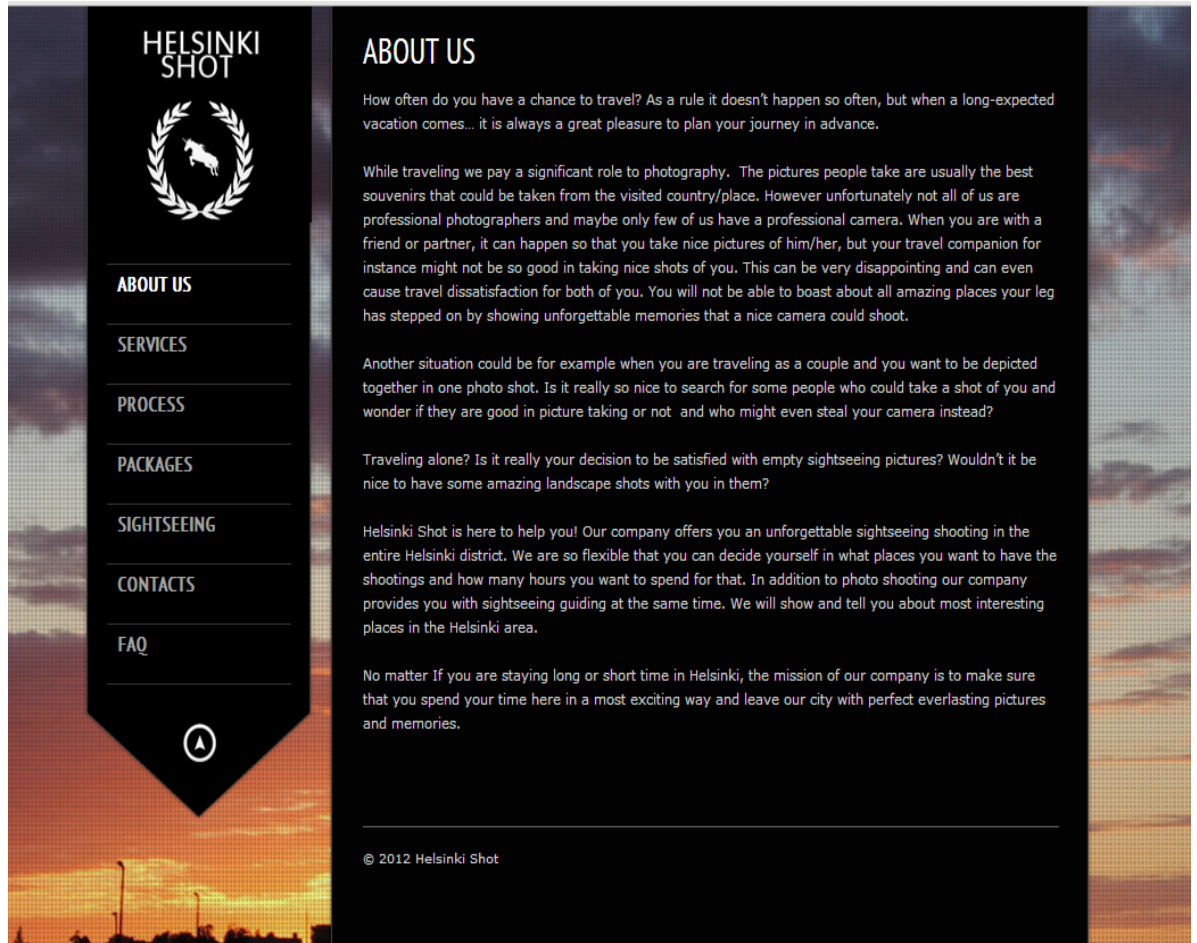 HELSINKI
SHOT
ABOUT US
SERVICES
PROCESS
PACKAGES
SIGHTSEEING
CONTACTS
FAQ
ABOUT US
How often do you have a chance to travel? As a rule it doesn't happen so often, but when a long-expected
vacation comes... it is always a great pleasure to plan your journey in advance.
While traveling we pay a significant role to photography.  The pictures people take are usually the best
souvenirs that could be taken from the visited country/place. However unfortunately not all of us are
professional photographers and maybe only few of us have a professional camera. When you are with a
friend or partner, it can happen so that you take nice pictures of him/her, but your travel companion for
instance might not be so good in taking nice shots of you. This can be very disappointing and can even
cause travel dissatisfaction for both of you. You will not be able to boast about all amazing places your leg
has stepped on by showing unforgettable memories that a nice camera could shoot.
Another situation could be for example when you are traveling as a couple and you want to be depicted
together in one photo shot. Is it really so nice to search for some people who could take a shot of you and
wonder if they are good in picture taking or not  and who might even steal your camera instead?
Traveling alone? Is it really your decision to be satisfied with empty sightseeing pictures? Wouldn't it be
nice to have some amazing landscape shots with you in them?
Helsinki Shot is here to help you! Our company offers you an unforgettable sightseeing shooting in the
entire Helsinki district. We are so flexible that you can decide yourself in what places you want to have the
shootings and how many hours you want to spend for that. In addition to photo shooting our company
provides you with sightseeing guiding at the same time. We will show and tell you about most interesting
places in the Helsinki area.
No matter If you are staying long or short time in Helsinki, the mission of our company is to make sure
that you spend your time here in a most exciting way and leave our city with perfect everlasting pictures
and memories.
© 2012 Helsinki Shot